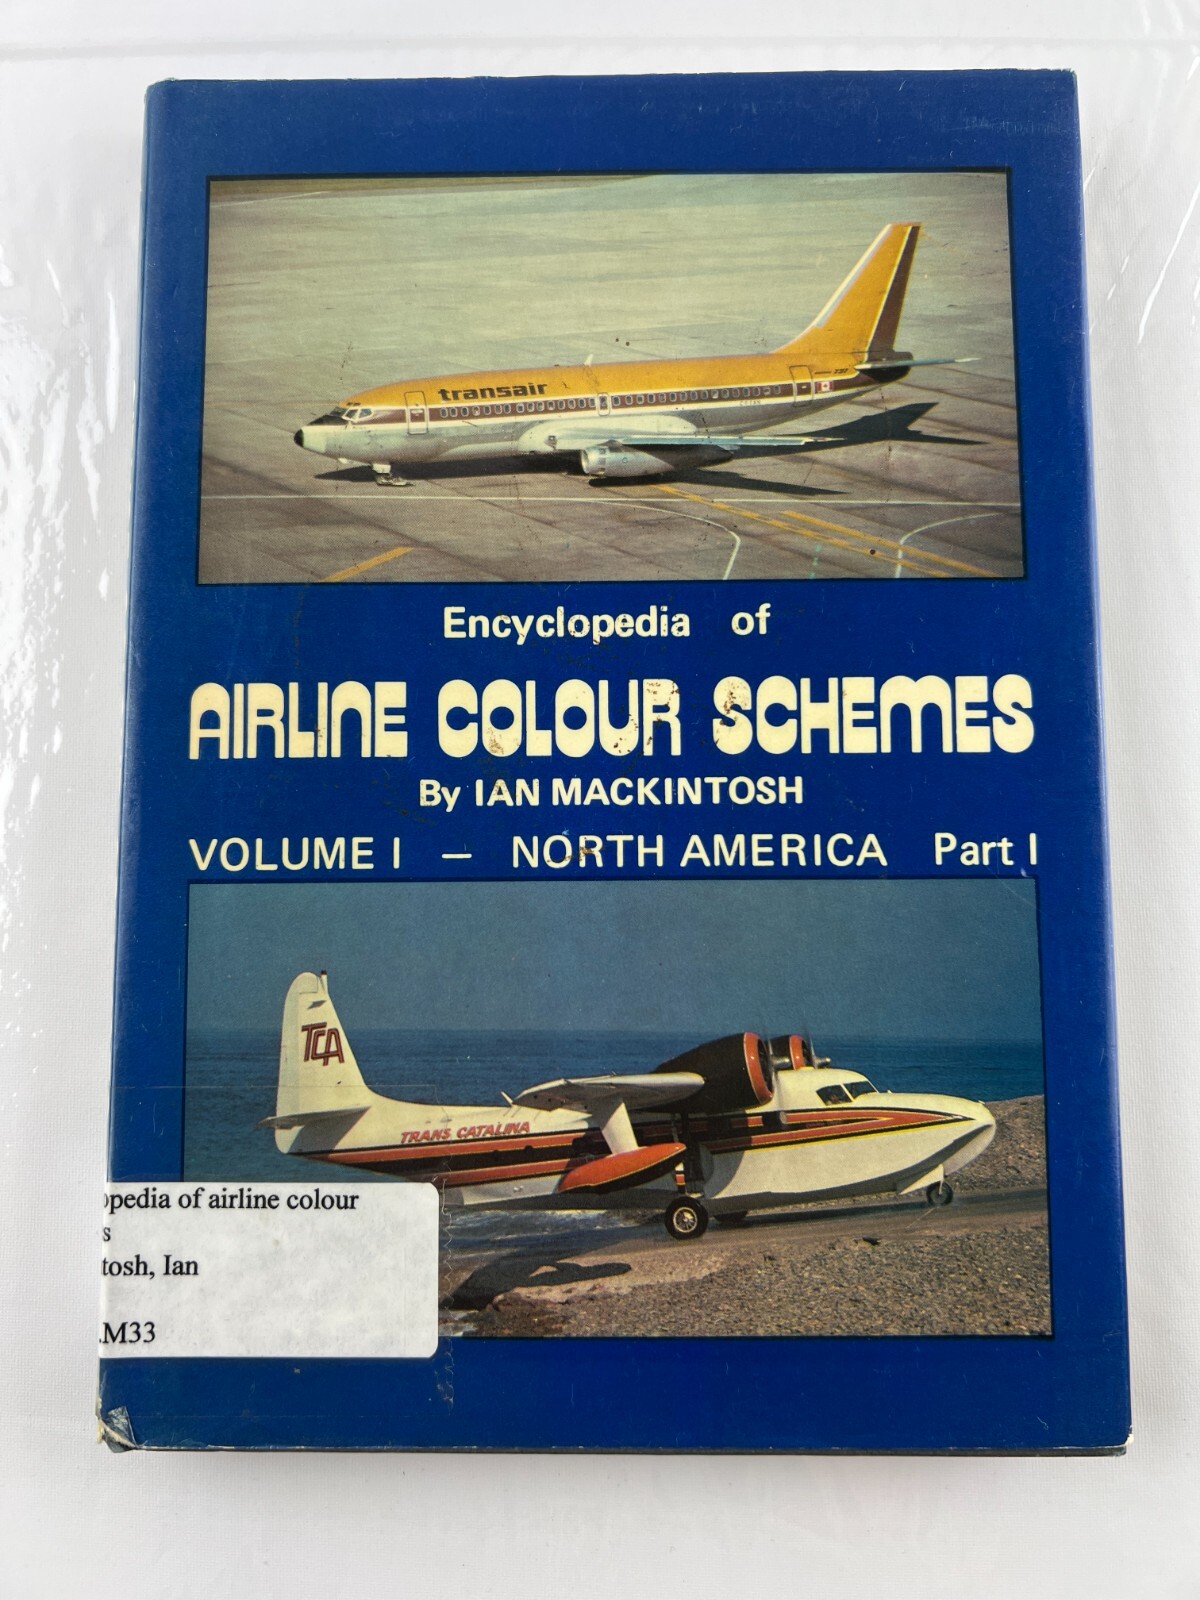 transair
Encyclopedia of
AIRLINE COLOUR SCHEMES
By IAN MACKINTOSH
VOLUME I — NORTH AMERICA Part I
TCA
TRANS CATALINA
opedia of airline colour
s
tosh, Ian
.M33